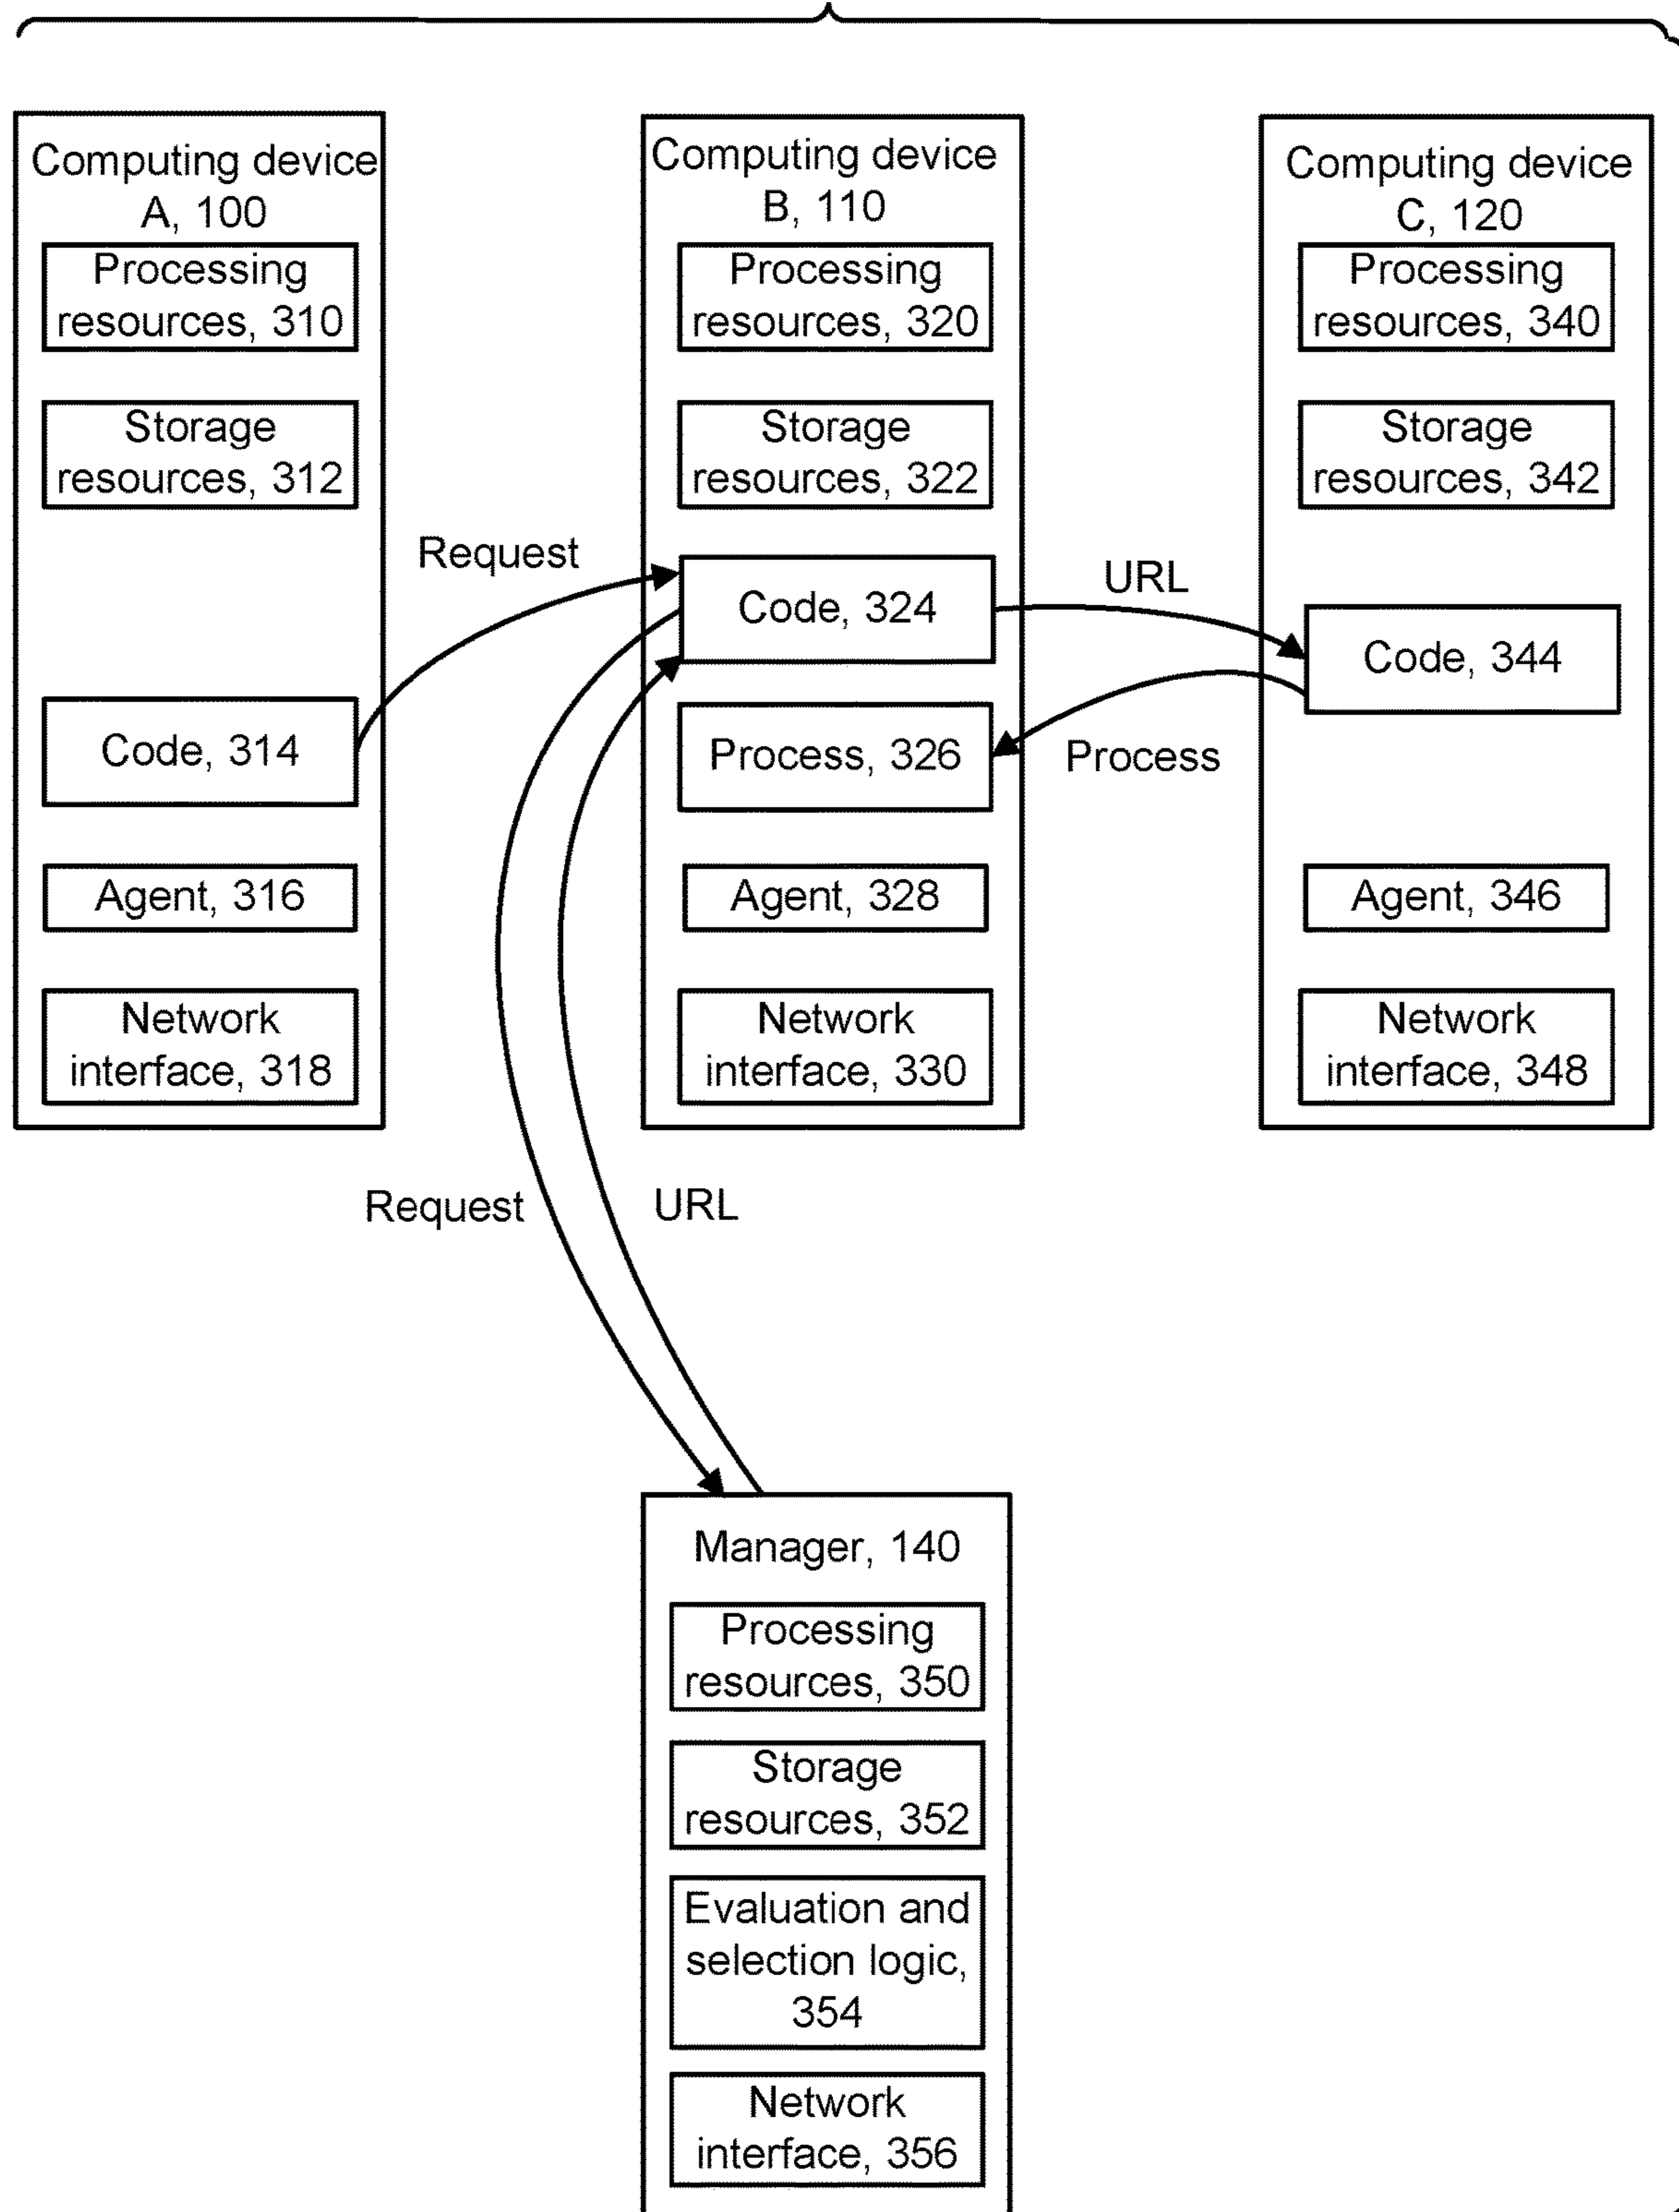 Computing device
A, 100
Processing
resources, 310
Storage
resources, 312
Code, 314
Agent, 316
Network
interface, 318
Request
Computing device
B, 110
Processing
resources, 320
Storage
resources, 322
Code, 324
Process, 326
Agent, 328
Network
interface, 330
URL
Process
Computing device
C, 120
Processing
resources, 340
Storage
resources, 342
Code, 344
Agent, 346
Network
interface, 348
Request
URL
Manager, 140
Processing
resources, 350
Storage
resources, 352
Evaluation and
selection logic,
354
Network
interface, 356